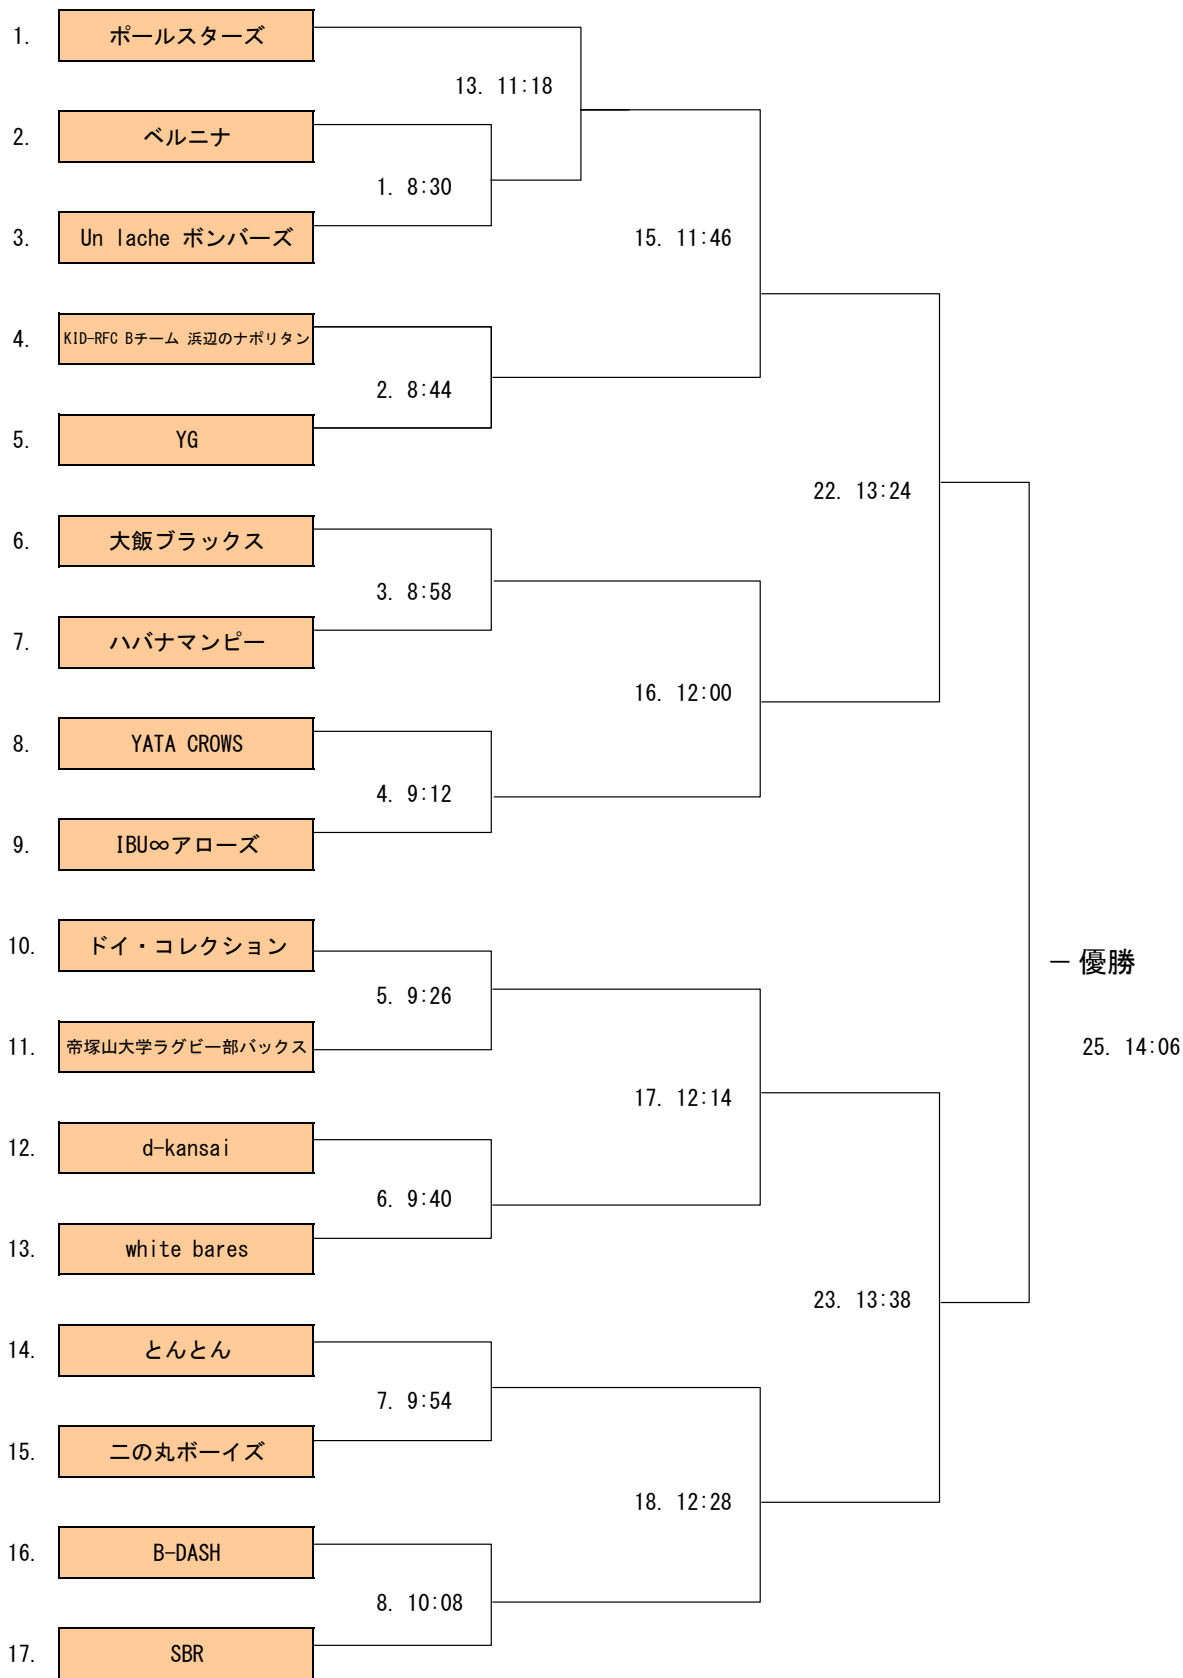 1. ポールスターズ
13. 11:18
2. ベルニナ
1. 8:30
3. Un lache ボンバーズ
15. 11:46
4. KID-RFC Bチーム 浜辺のナポリタン
2. 8:44
5. YG
22. 13:24
6. 大飯ブラックス
3. 8:58
7. ハバナマンピー
16. 12:00
8. YATA CROWS
4. 9:12
9. IBU∞アローズ
10. ドイ・コレクション
― 優勝
5. 9:26
11. 帝塚山大学ラグビー部バックス
25. 14:06
17. 12:14
12. d-kansai
6. 9:40
13. white bares
23. 13:38
14. とんとん
7. 9:54
15. 二の丸ボーイズ
18. 12:28
16. B-DASH
8. 10:08
17. SBR